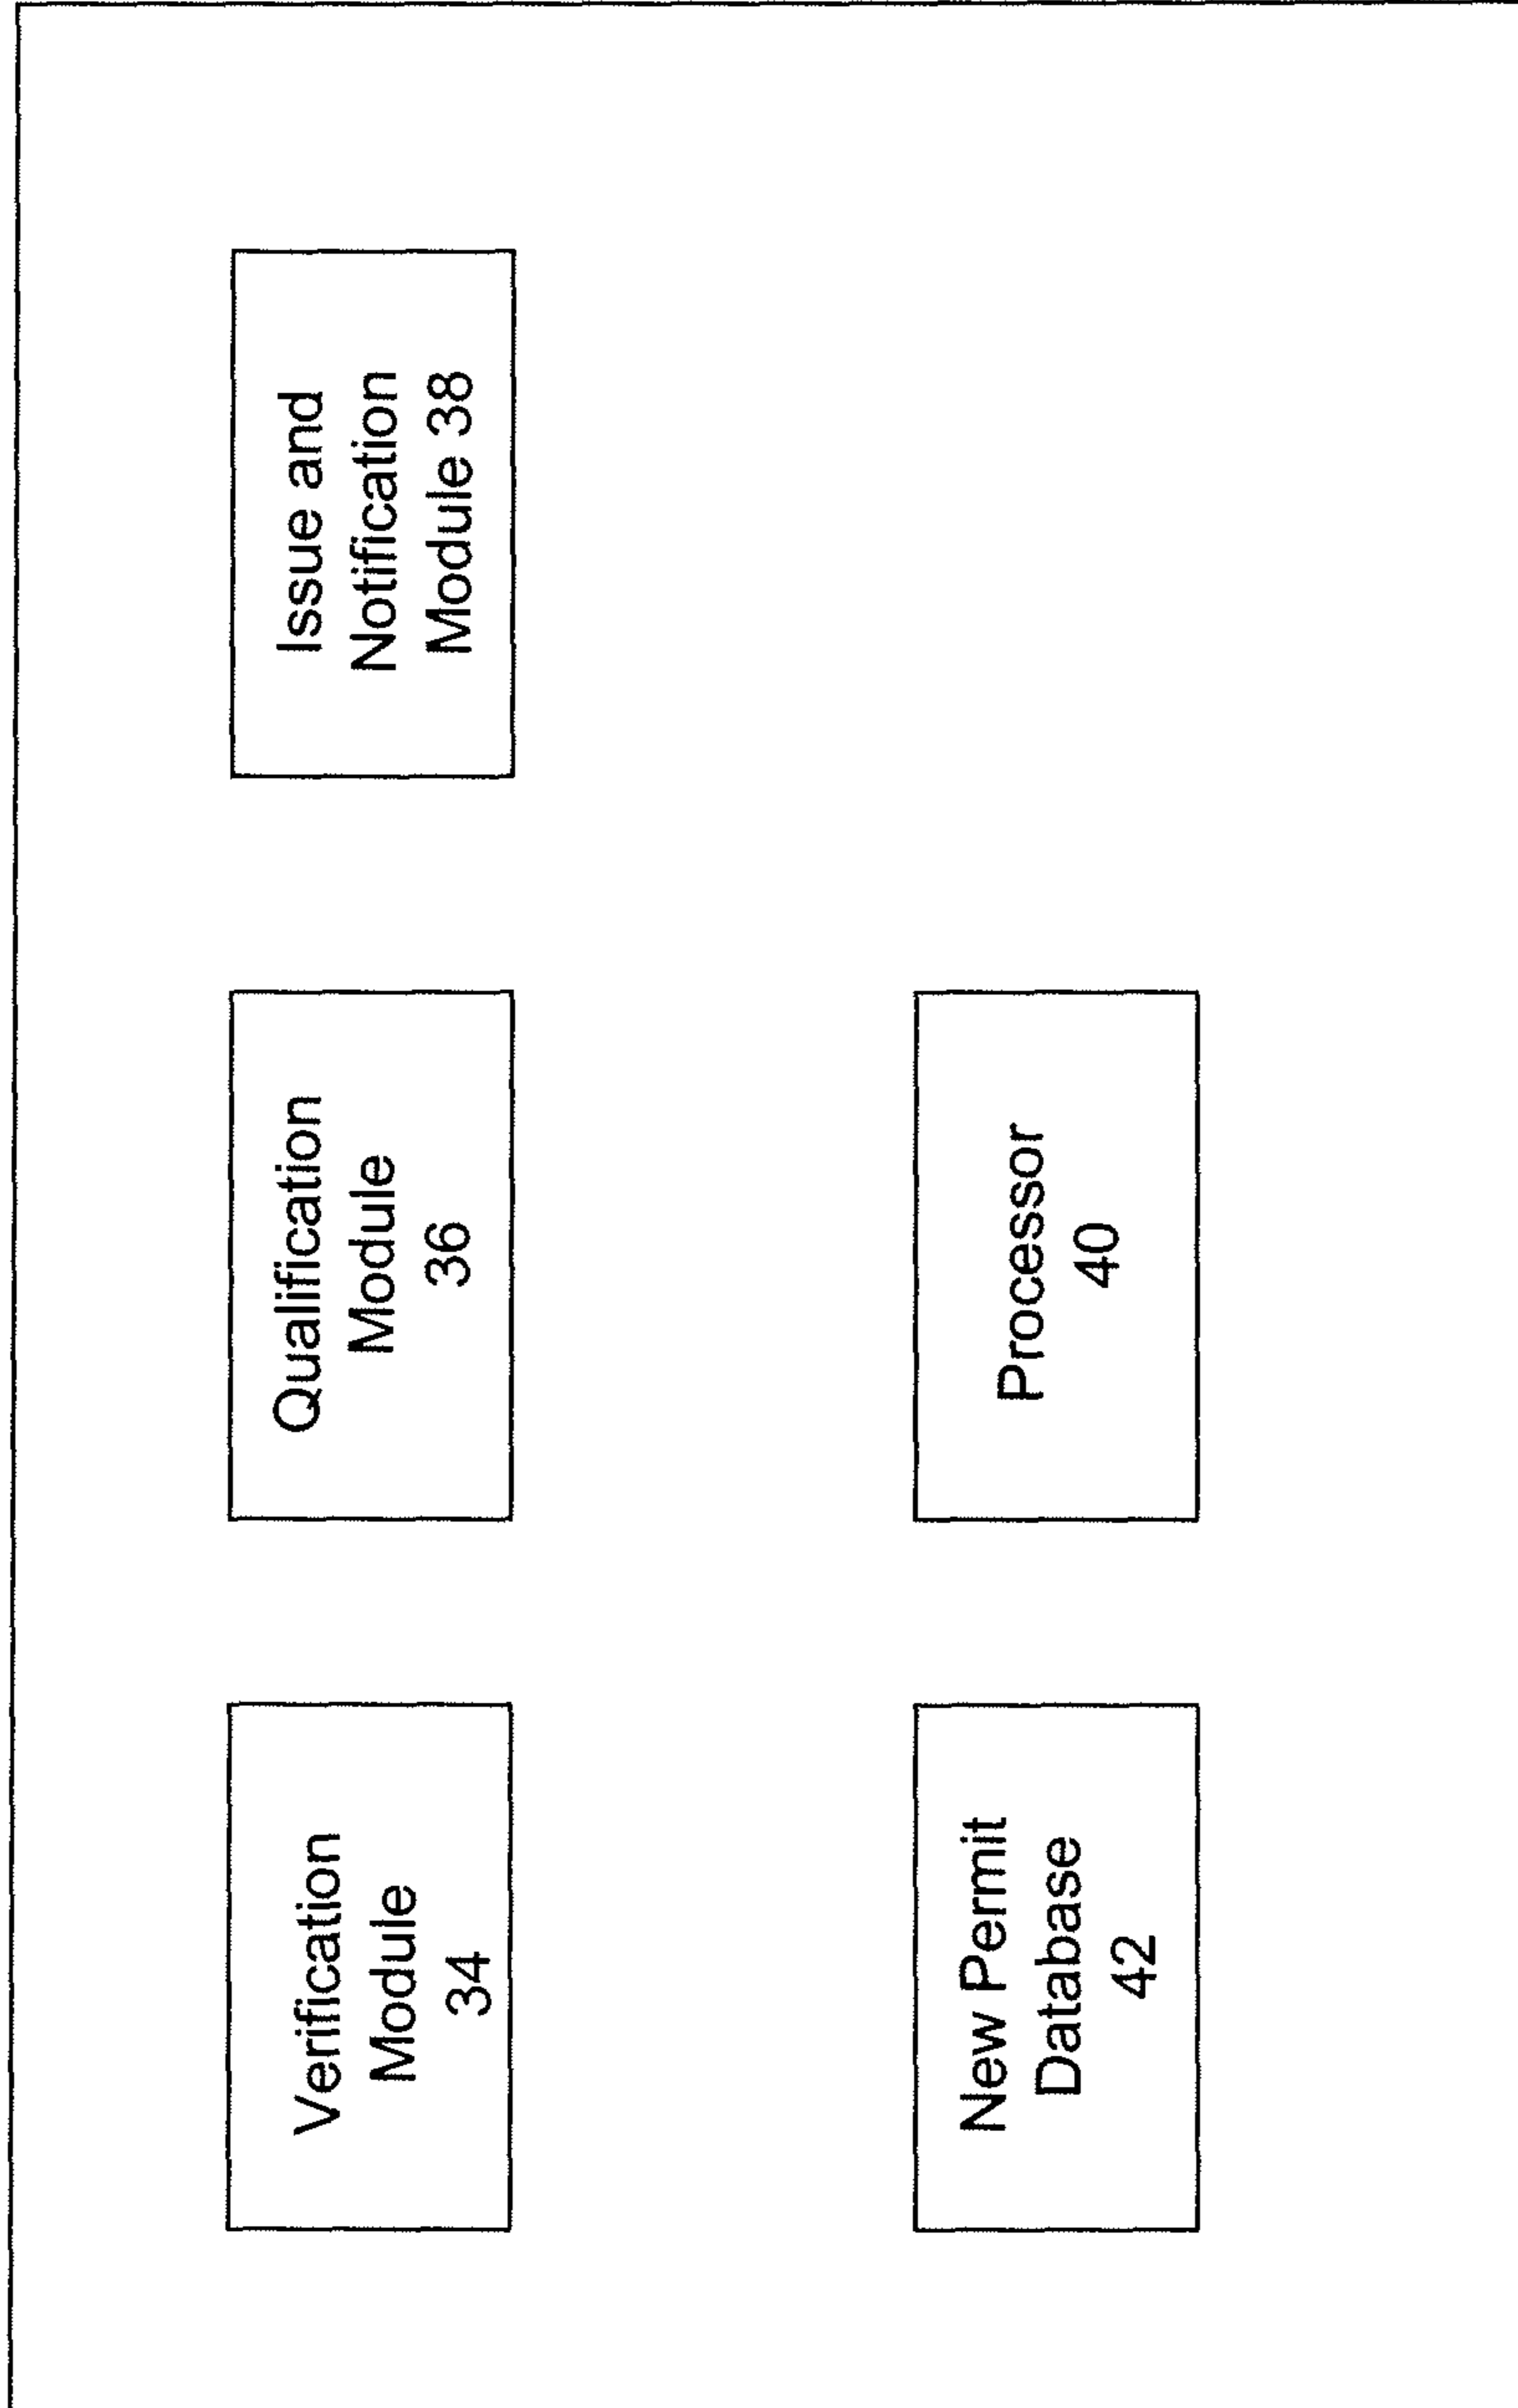 Verification
Module
34
Qualification
Module
36
Issue and
Notification
Module 38
New Permit
Database
42
Processor
40